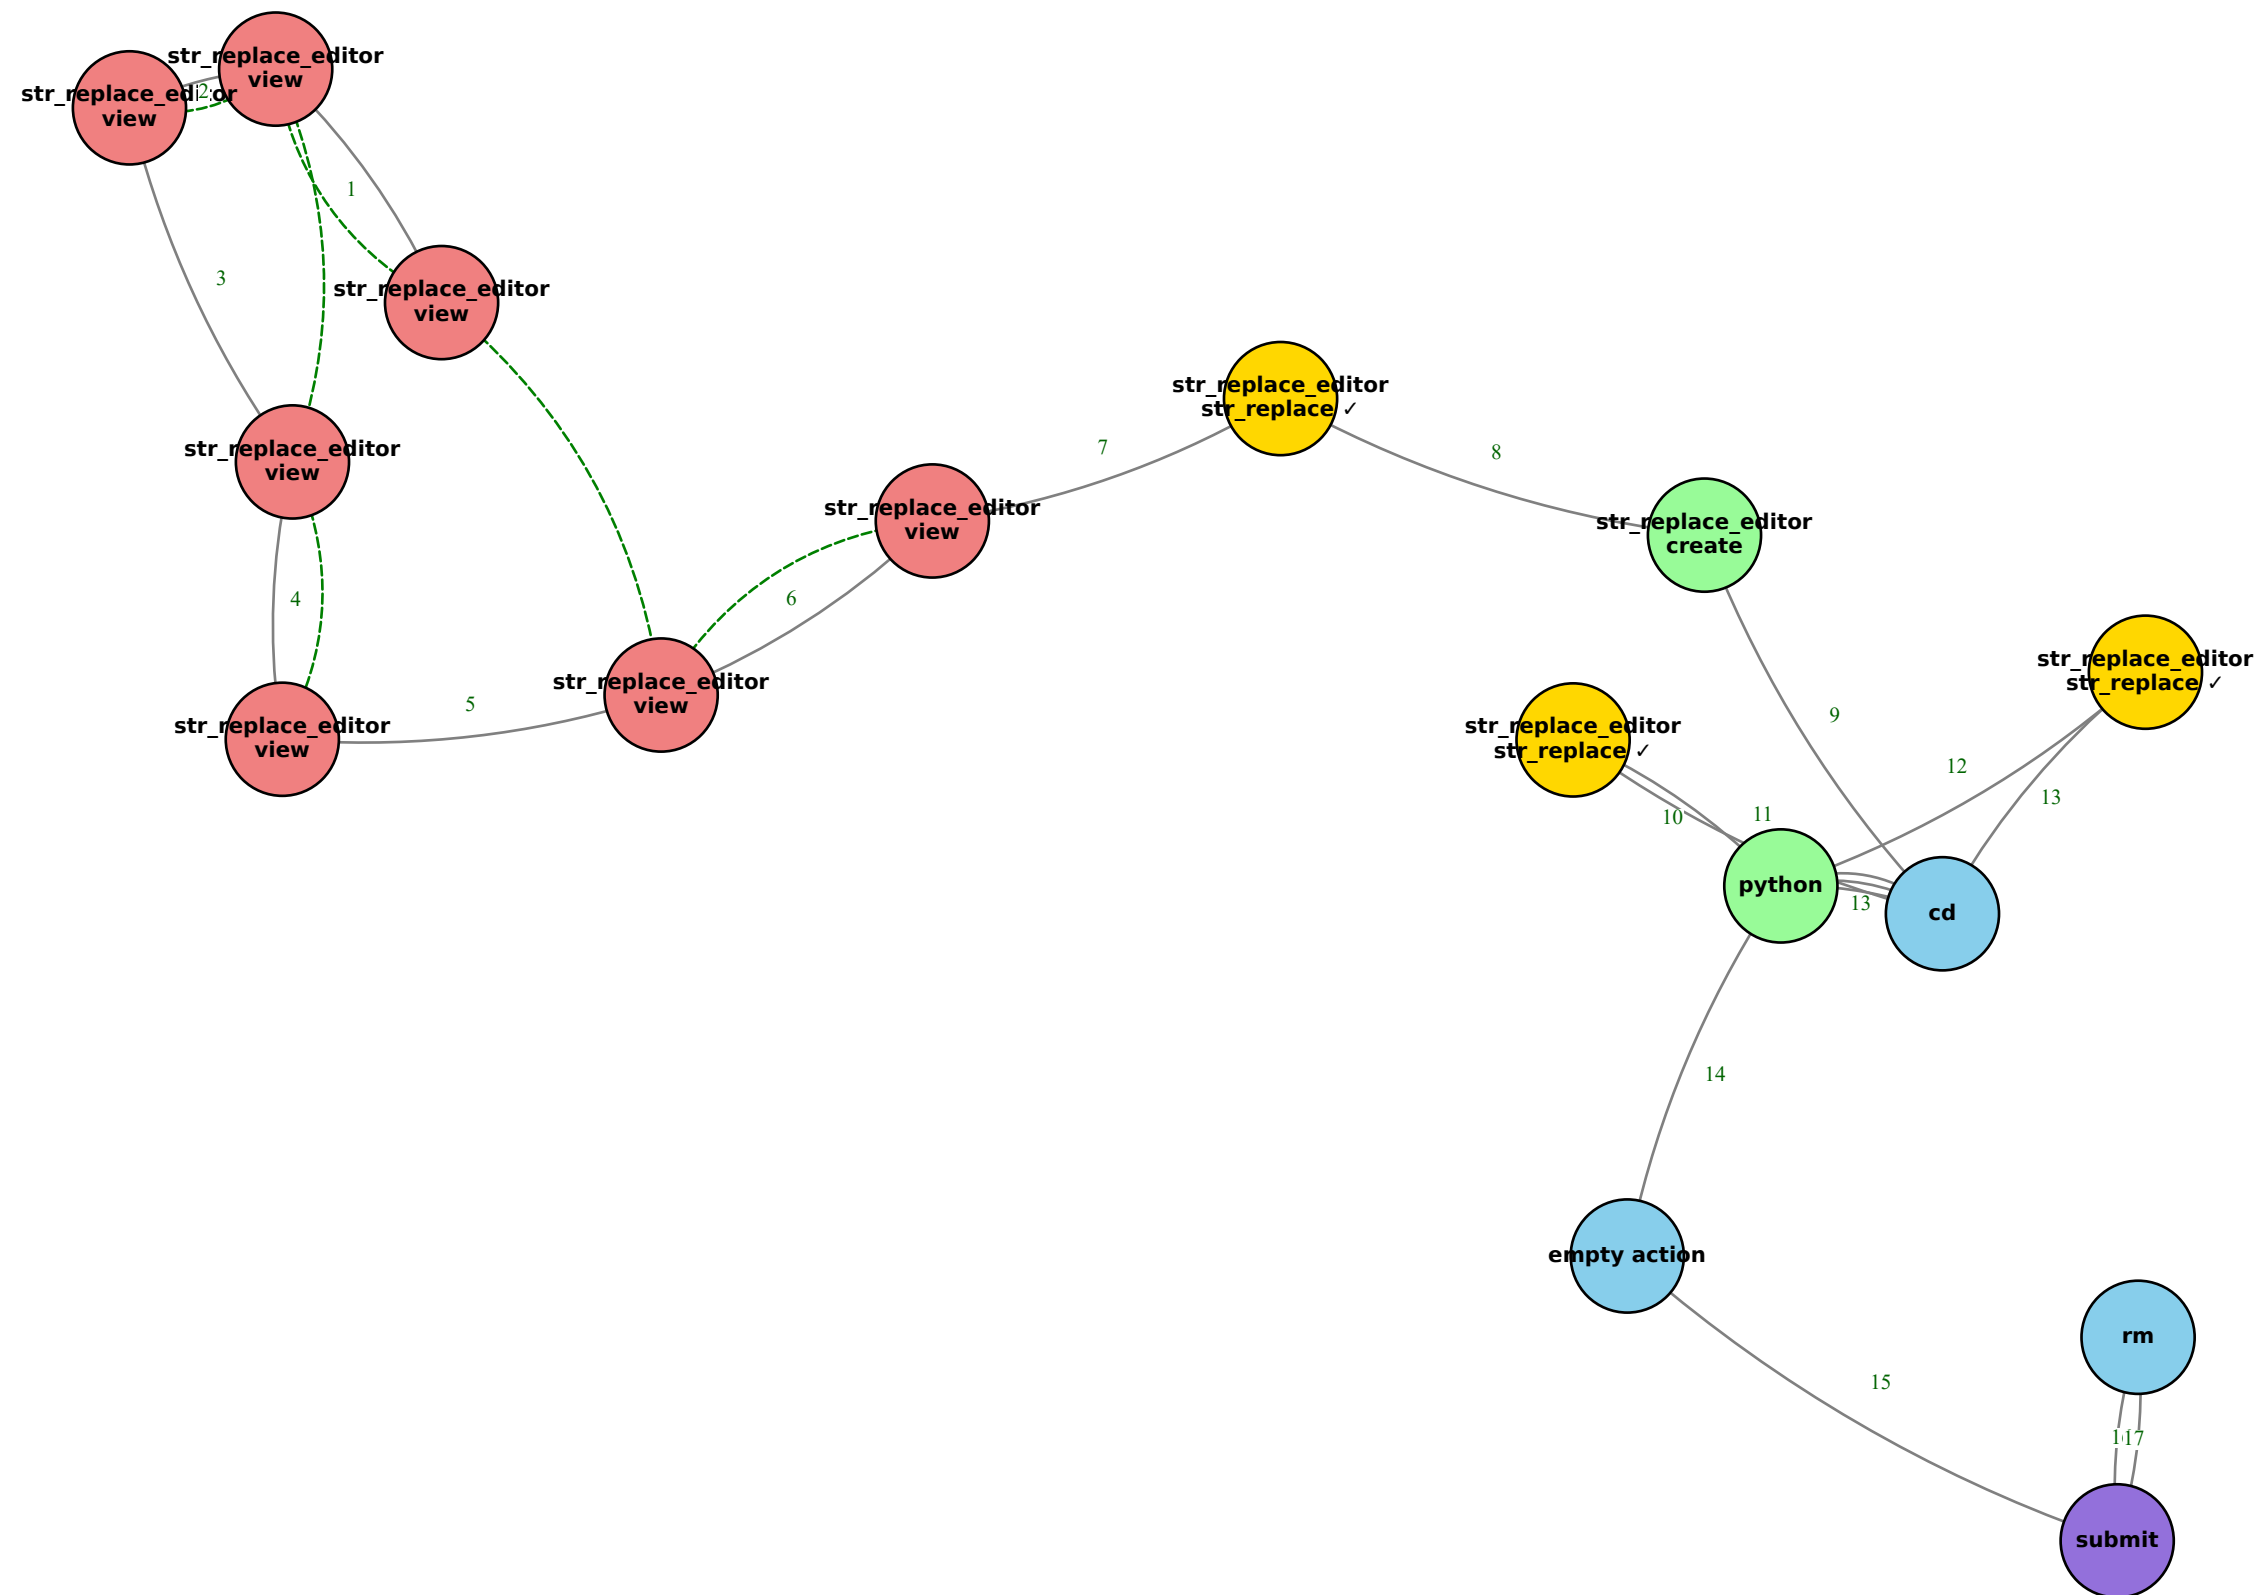 str_replace_editor
view
str_replace_editor
view
2
1
3
str_replace_editor
view
str_replace_editor
view
4
str_replace_editor
view
5
str_replace_editor
view
6
str_replace_editor
view
7
str_replace_editor
str_replace ✓
8
str_replace_editor
create
9
str_replace_editor
str_replace ✓
12
13
str_replace_editor
str_replace ✓
10
11
python
13
cd
14
empty action
15
rm
17
submit